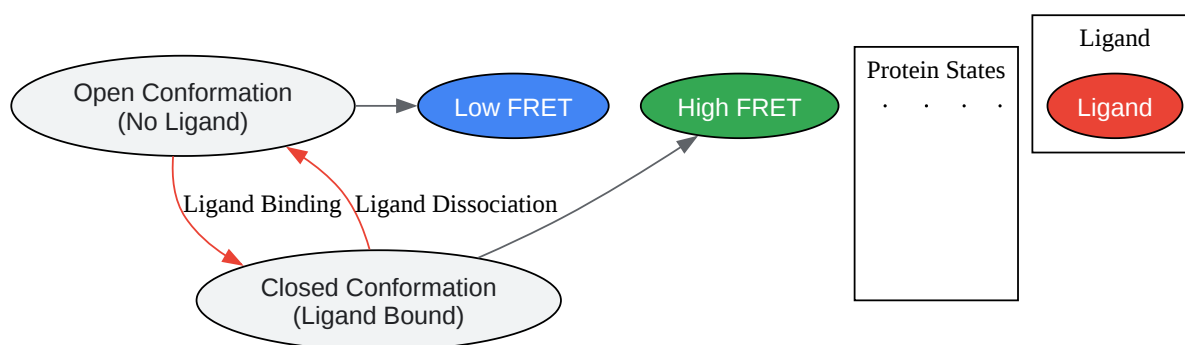 Ligand
Protein States
Open Conformation
(No Ligand)
Low FRET
High FRET
Ligand
Ligand Binding
Ligand Dissociation
Closed Conformation
(Ligand Bound)